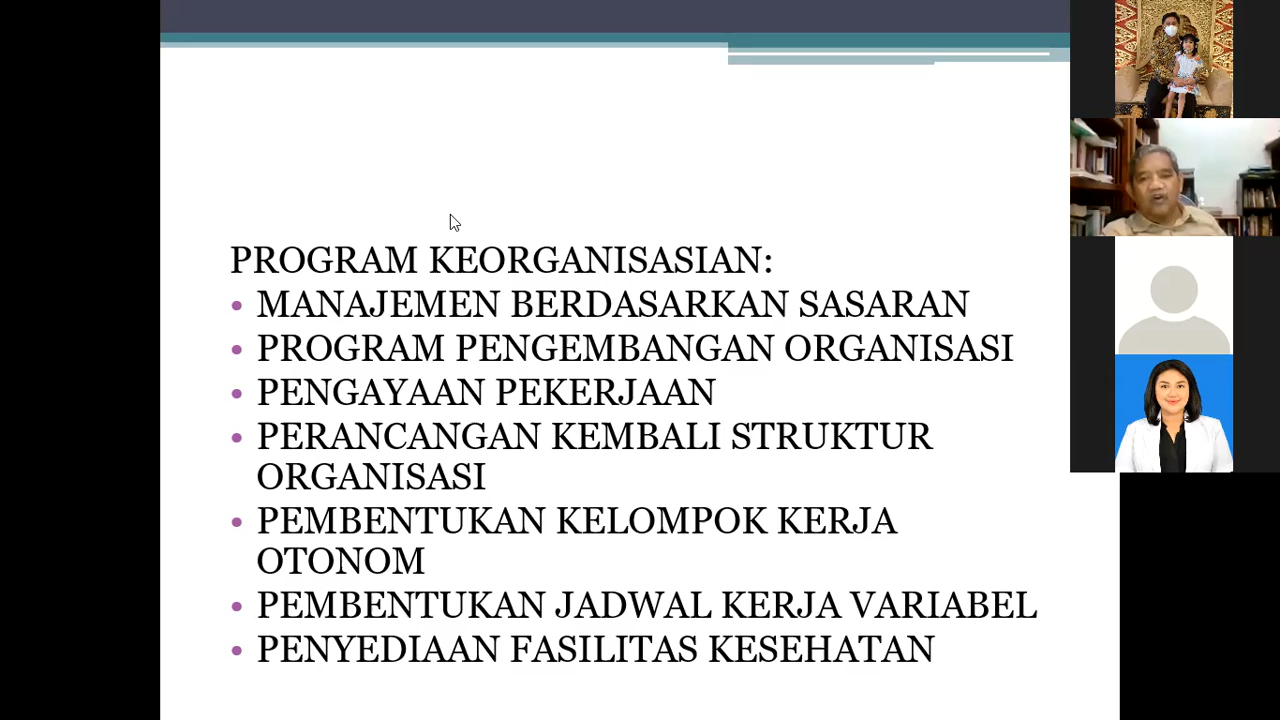 PROGRAM KEORGANISASIAN:
• MANAJEMEN BERDASARKAN SASARAN
• PROGRAM PENGEMBANGAN ORGANISASI
• PENGAYAAN PEKERJAAN
• PERANCANGAN KEMBALI STRUKTUR
ORGANISASI
• PEMBENTUKAN KELOMPOK KERJA
OTONOM
• PEMBENTUKAN JADWAL KERJA VARIABEL
• PENYEDIAAN FASILITAS KESEHATAN